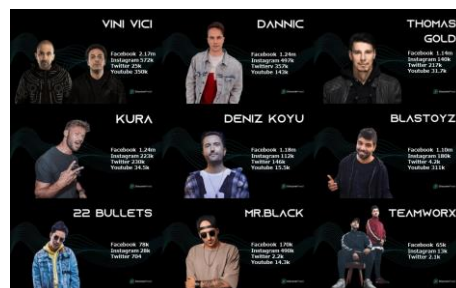 VINI VICI
Facebook 2.17m
Instagram 572k
Twitter 25k
Youtube 350k
DANNIC
Facebook 1.24m
Instagram 497k
Twitterv 357k
Youtube 143k
THOMAS
GOLD
Facebook 1.14m
Instagram 140k
Twitter 217k
Youtube 31.7k
KURA
Facebook 1.24m
Instagram 223k
Twitter 230k
Youtube 34.5k
DENIZ KOYU
Facebook 1.18m
Instagram 112k
Twitter 146k
Youtube 15.5k
BLASTOYZ
Facebook 1.10m
Instagram 180k
Twitter 4.2k
Youtube 311k
22 BULLETS
Facebook 78k
Instagram 28k
Twitter 704
MR.BLACK
Facebook 170k
Instagram 490k
Twitter 2.2k
Youtube 14.3k
TEAMWORX
Facebook 65k
Instagram 13k
Twitter 2.1k